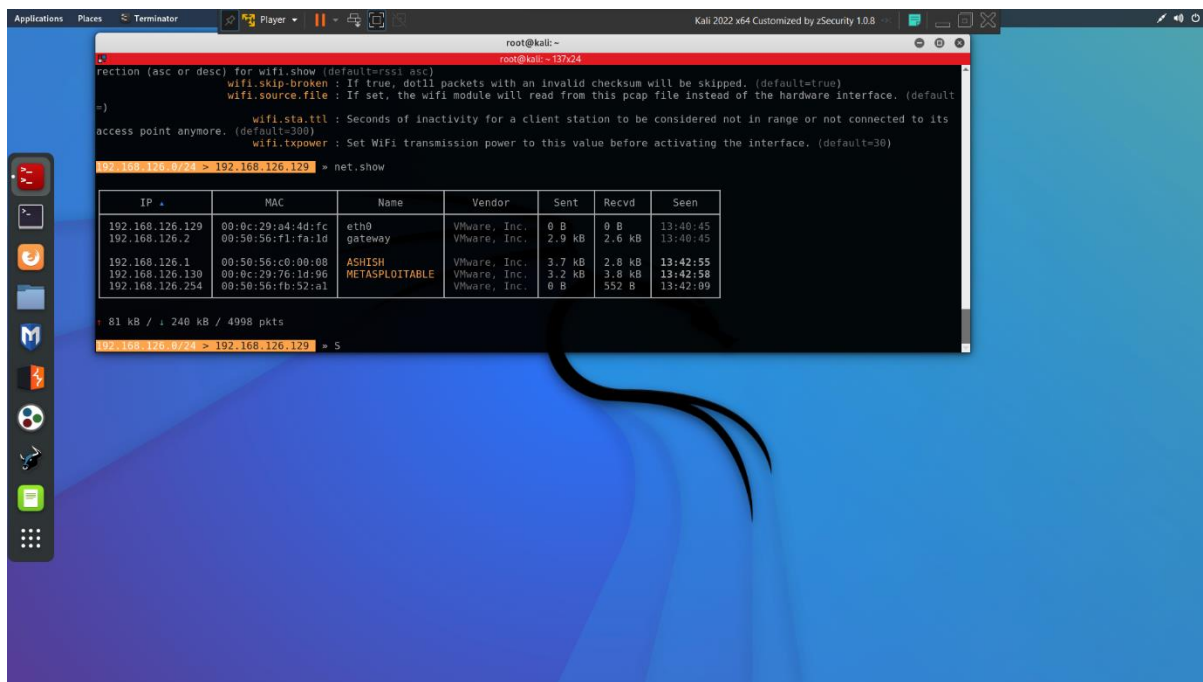 Applications Places Terminator Player Kali 2022 x64 Customized by zSecurity 1.0.8
root@kali: ~
root@kali: ~ 137x24
rection (asc or desc) for wifi.show (default=rssi asc)
wifi.skip-broken : If true, dot11 packets with an invalid checksum will be skipped. (default=true)
wifi.source.file : If set, the wifi module will read from this pcap file instead of the hardware interface. (default
=)
wifi.sta.ttl : Seconds of inactivity for a client station to be considered not in range or not connected to its
access point anymore. (default=300)
wifi.txpower : Set WiFi transmission power to this value before activating the interface. (default=30)
192.168.126.0/24 > 192.168.126.129 » net.show
IP ▴ MAC Name Vendor Sent Recvd Seen
192.168.126.129 00:0c:29:a4:4d:fc eth0 VMware, Inc. 0 B 0 B 13:40:45
192.168.126.2 00:50:56:f1:fa:1d gateway VMware, Inc. 2.9 kB 2.6 kB 13:40:45
192.168.126.1 00:50:56:c0:00:08 ASHISH VMware, Inc. 3.7 kB 2.8 kB 13:42:55
192.168.126.130 00:0c:29:76:1d:96 METASPLOITABLE VMware, Inc. 3.2 kB 3.8 kB 13:42:58
192.168.126.254 00:50:56:fb:52:a1 VMware, Inc. 0 B 552 B 13:42:09
↑ 81 kB / ↓ 240 kB / 4998 pkts
192.168.126.0/24 > 192.168.126.129 » S